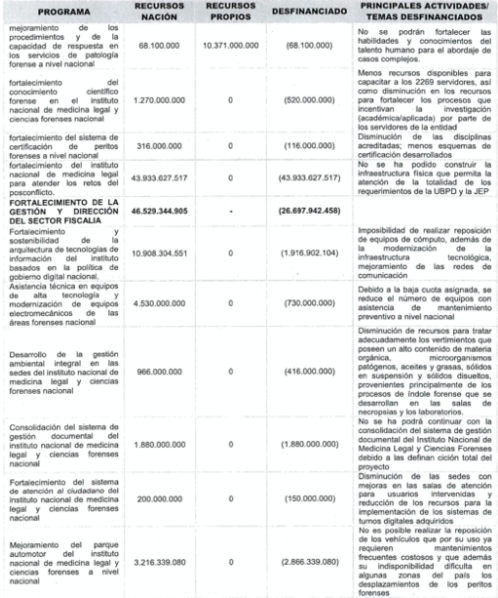 PROGRAMA
RECURSOS
NACIÓN
RECURSOS
PROPIOS
DESFINANCIADO
PRINCIPALES ACTIVIDADES/
TEMAS DESFINANCIADOS
mejoramiento de los
procedimientos y de la
capacidad de respuesta en
los servicios de patología
forense a nivel nacional
68.100.000
10.371.000.000
(68.100.000)
No se podrán fortalecer las
habilidades y conocimientos del
talento humano para el abordaje de
casos complejos.
fortalecimiento del
conocimiento científico
forense en el instituto
nacional de medicina legal y
ciencias forenses nacional
1.270.000.000
0
(520.000.000)
Menos recursos disponibles para
capacitar a los 2269 servidores, así
como disminución en los recursos
para fortalecer los procesos que
incentivan la investigación
(académica/aplicada) por parte de
los servidores de la entidad
fortalecimiento del sistema de
certificación de peritos
forenses a nivel nacional
316.000.000
0
(116.000.000)
Disminución de las disciplinas
acreditadas; menos esquemas de
certificación desarrollados
fortalecimiento del instituto
nacional de medicina legal
para atender los retos del
posconflicto.
43.933.627.517
0
(43.933.627.517)
No se ha podido construir la
infraestructura física que permita la
atención de la totalidad de los
requerimientos de la UBPD y la JEP
FORTALECIMIENTO DE LA
GESTIÓN Y DIRECCIÓN
DEL SECTOR FISCALIA
46.529.344.905
-
(26.697.942.458)
Fortalecimiento y
sostenibilidad de la
arquitectura de tecnologías de
información del instituto
basados en la política de
gobierno digital nacional.
10.908.304.551
0
(1.916.902.104)
Imposibilidad de realizar reposición
de equipos de cómputo, además de
la modernización de la
infraestructura tecnológica,
mejoramiento de las redes de
comunicación
Asistencia técnica en equipos
de alta tecnología y
modernización de equipos
electromecánicos de las
áreas forenses nacional
4.530.000.000
0
(730.000.000)
Debido a la baja cuota asignada, se
reduce el número de equipos con
asistencia de mantenimiento
preventivo a nivel nacional
Desarrollo de la gestión
ambiental integral en las
sedes del instituto nacional de
medicina legal y ciencias
forenses nacional
966.000.000
0
(416.000.000)
Disminución de recursos para tratar
adecuadamente los vertimientos que
poseen un alto contenido de materia
orgánica, microorganismos
patógenos, aceites y grasas, sólidos
en suspensión y sólidos disueltos,
provenientes principalmente de los
procesos de índole forense que se
desarrollan en las salas de
necropsias y los laboratorios.
Consolidación del sistema de
gestión documental del
instituto nacional de medicina
legal y ciencias forenses
nacional
1.880.000.000
0
(1.880.000.000)
No se ha podrá continuar con la
consolidación del sistema de gestión
documental del Instituto Nacional de
Medicina Legal y Ciencias Forenses
debido a las definan cición total del
proyecto
Fortalecimiento del sistema
de atención al ciudadano del
instituto nacional de medicina
legal y ciencias forenses
nacional
200.000.000
0
(150.000.000)
Disminución de las sedes con
mejoras en las salas de atención
para usuarios intervenidas y
reducción de los recursos para la
implementación de los sistemas de
turnos digitales adquiridos
Mejoramiento del parque
automotor del instituto
nacional de medicina legal y
ciencias forenses a nivel
nacional
3.216.339.080
0
(2.866.339.080)
No es posible realizar la reposición
de los vehículos que por su uso ya
requieren mantenimientos
frecuentes costosos y que además
su indisponibilidad dificulta en
algunas zonas del país los
desplazamientos de los peritos
forenses